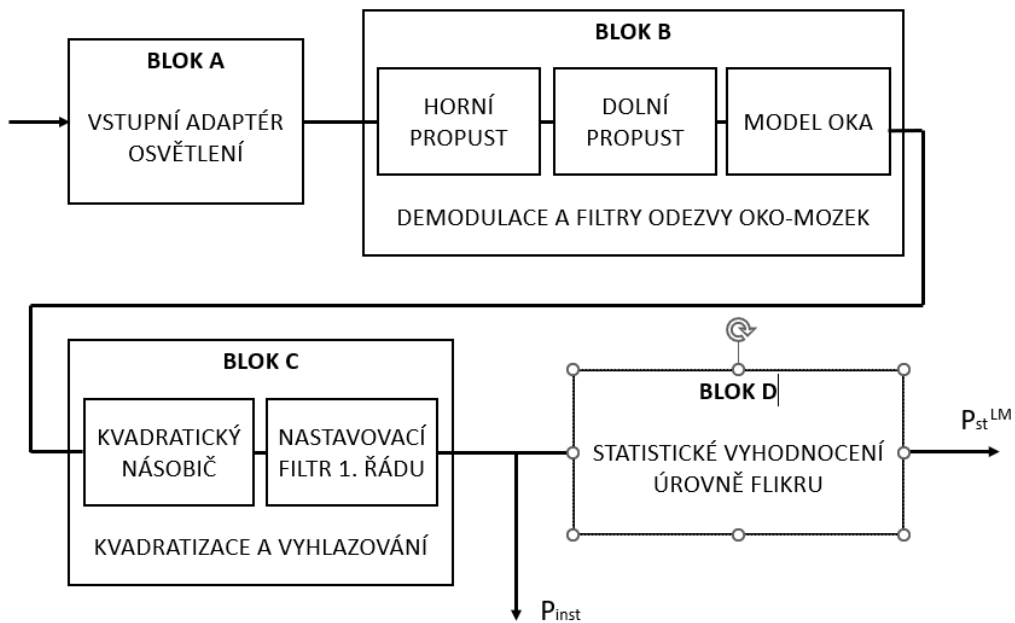 BLOK A
VSTUPNÍ ADAPTÉR
OSVĚTLENÍ
BLOK B
HORNÍ
PROPUST
DOLNÍ
PROPUST
MODEL OKA
DEMODULACE A FILTRY ODEZVY OKO-MOZEK
BLOK C
KVADRATICKÝ
NÁSOBIČ
NASTAVOVACÍ
FILTR 1. ŘÁDU
KVADRATIZACE A VYHLAZOVÁNÍ
BLOK D
STATISTICKÉ VYHODNOCENÍ
ÚROVNĚ FLIKRU
Pst LM
Pinst